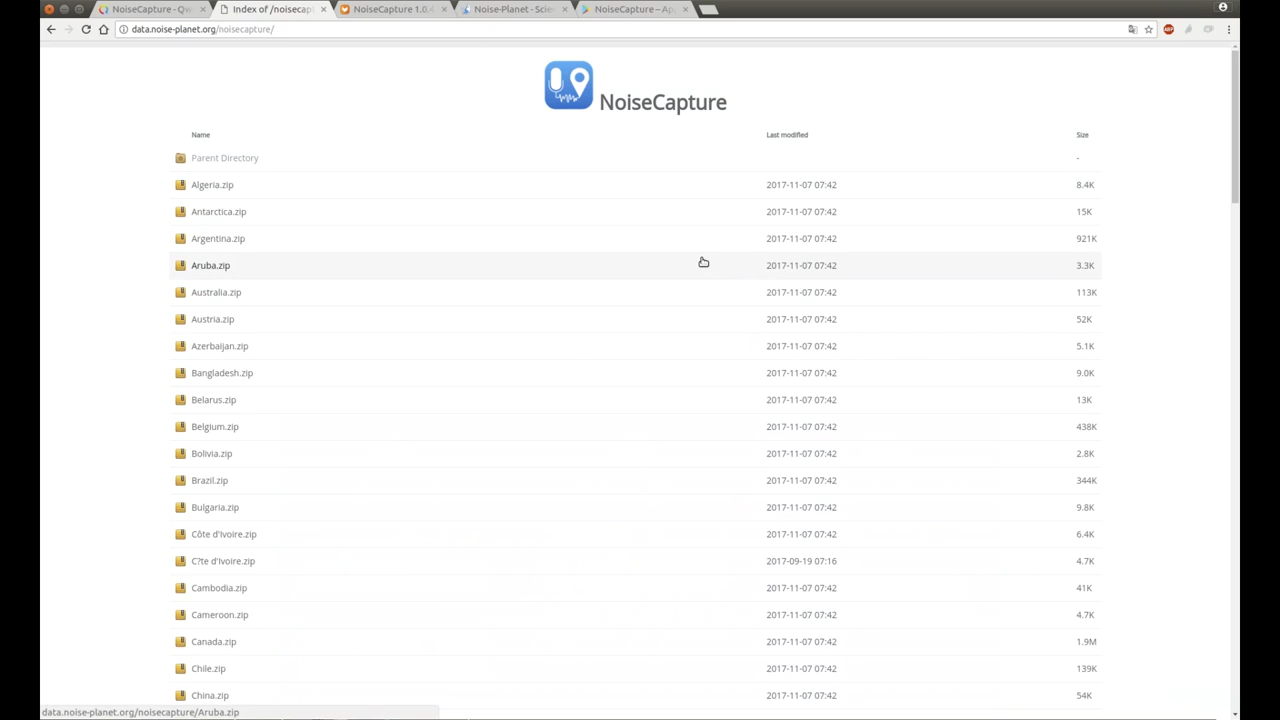 NoiseCapture - Qw
Index of /noisecapt
NoiseCapture 1.0.
Noise-Planet - Scie
NoiseCapture – Ap
data.noise-planet.org/noisecapture/
NoiseCapture
Name Last modified Size
Parent Directory -
Algeria.zip 2017-11-07 07:42 8.4K
Antarctica.zip 2017-11-07 07:42 15K
Argentina.zip 2017-11-07 07:42 921K
Aruba.zip 2017-11-07 07:42 3.3K
Australia.zip 2017-11-07 07:42 113K
Austria.zip 2017-11-07 07:42 52K
Azerbaijan.zip 2017-11-07 07:42 5.1K
Bangladesh.zip 2017-11-07 07:42 9.0K
Belarus.zip 2017-11-07 07:42 13K
Belgium.zip 2017-11-07 07:42 438K
Bolivia.zip 2017-11-07 07:42 2.8K
Brazil.zip 2017-11-07 07:42 344K
Bulgaria.zip 2017-11-07 07:42 9.8K
Côte d'Ivoire.zip 2017-11-07 07:42 6.4K
C?te d'Ivoire.zip 2017-09-19 07:16 4.7K
Cambodia.zip 2017-11-07 07:42 41K
Cameroon.zip 2017-11-07 07:42 4.7K
Canada.zip 2017-11-07 07:42 1.9M
Chile.zip 2017-11-07 07:42 139K
China.zip 2017-11-07 07:42 54K
data.noise-planet.org/noisecapture/Aruba.zip